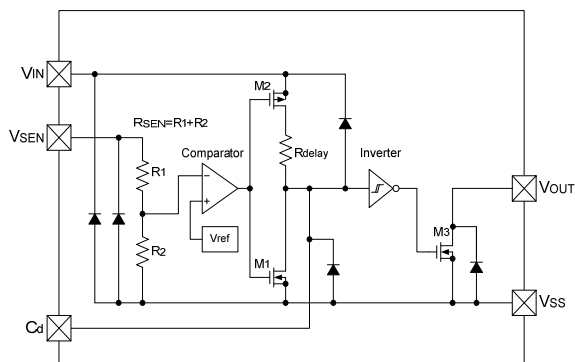 VIN
M2
VSEN
RSEN=R1+R2
Comparator
Rdelay
Inverter
R1
−
+
Vref
VOUT
R2
M1
M3
VSS
Cd